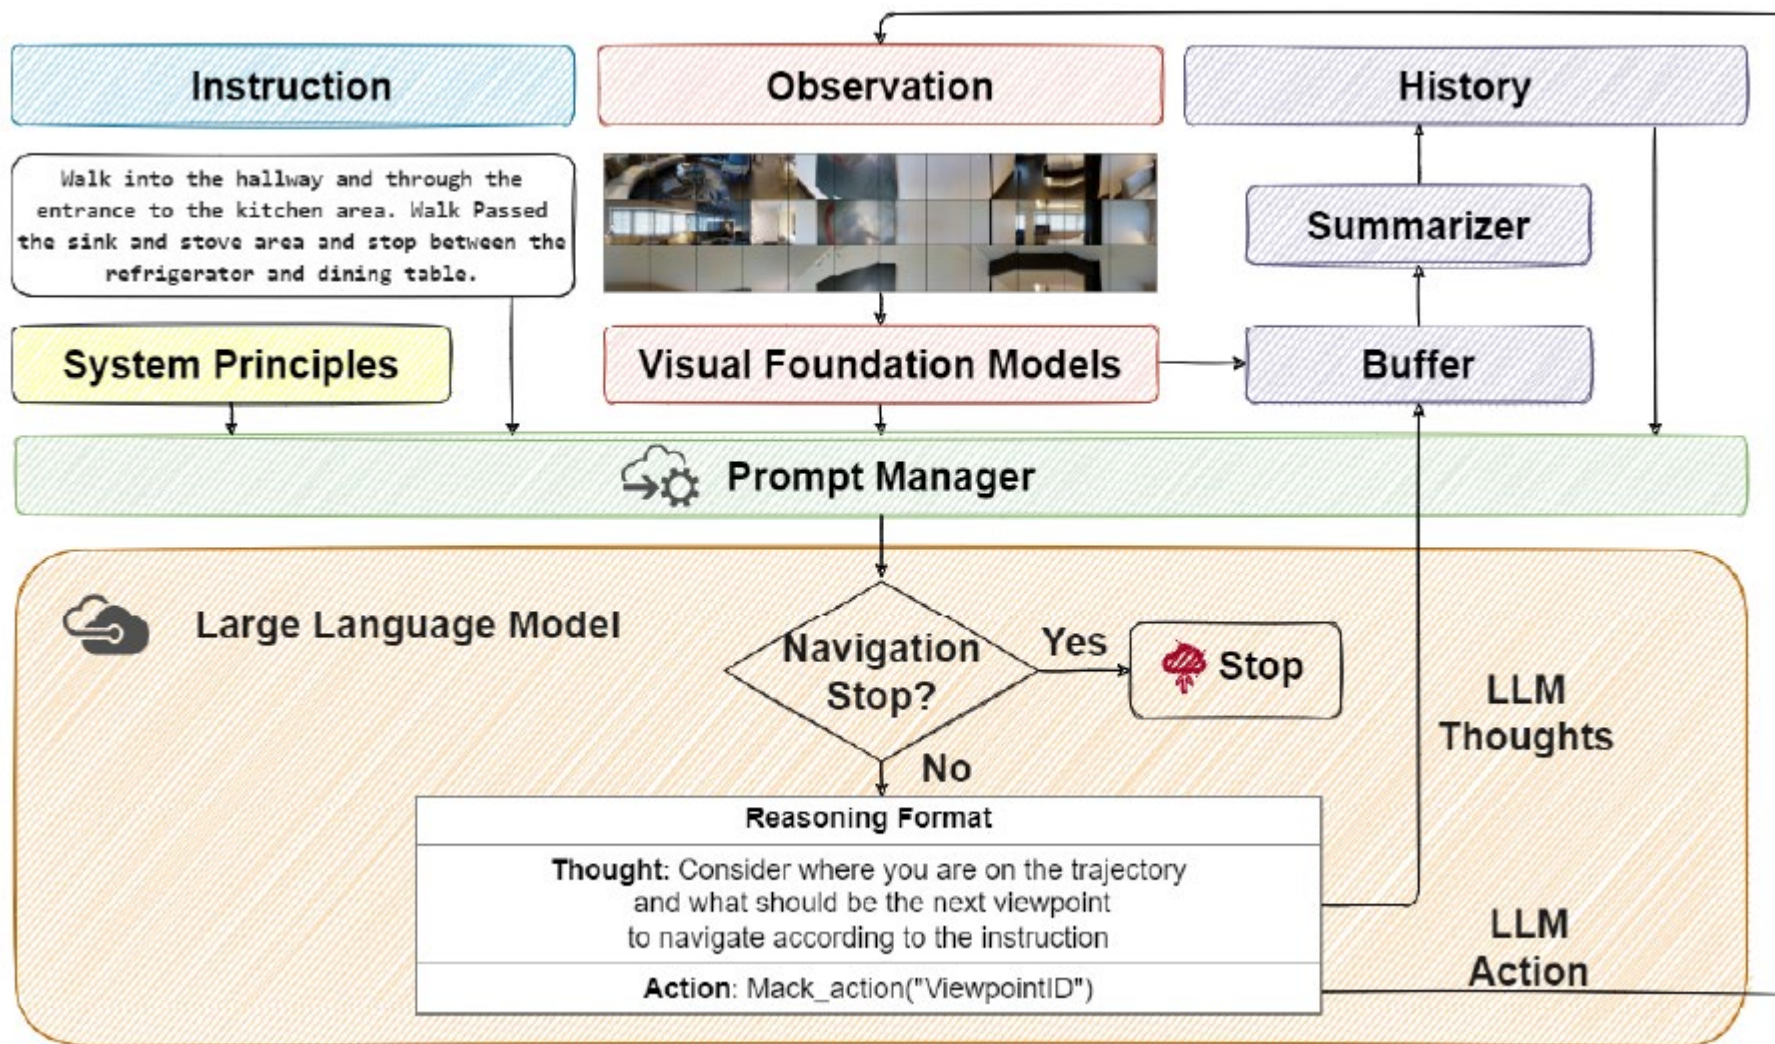 Instruction
Observation
History
Walk into the hallway and through the
entrance to the kitchen area. Walk Passed
the sink and stove area and stop between the
refrigerator and dining table.
Summarizer
System Principles
Visual Foundation Models
Buffer
Prompt Manager
Large Language Model
Navigation
Stop?
Yes
Stop
No
LLM
Thoughts
Reasoning Format
Thought: Consider where you are on the trajectory
and what should be the next viewpoint
to navigate according to the instruction
Action: Mack_action("ViewpointID")
LLM
Action